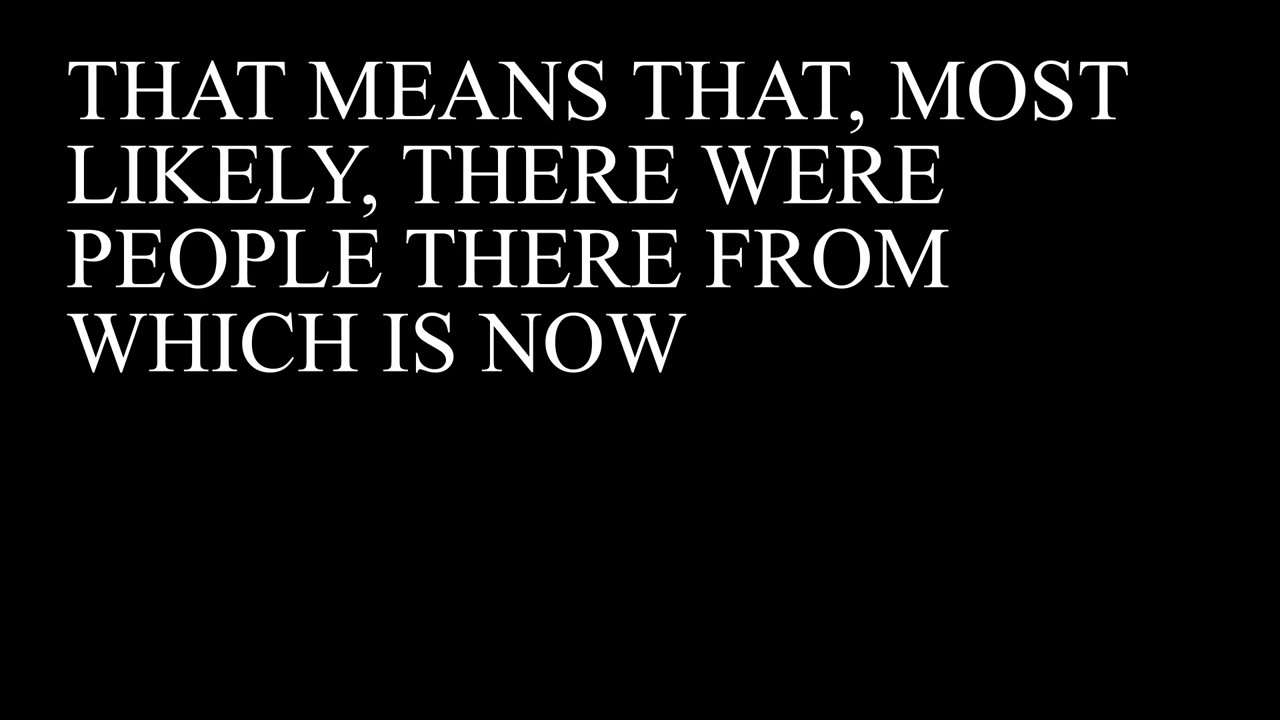 THAT MEANS THAT, MOST
LIKELY, THERE WERE
PEOPLE THERE FROM
WHICH IS NOW